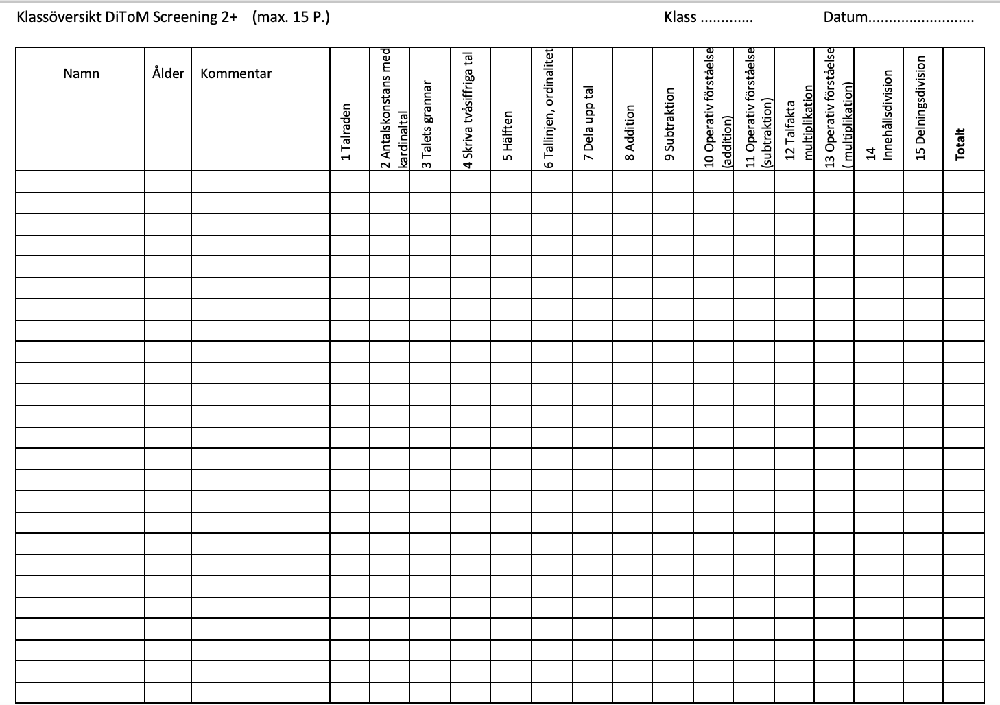 Klassöversikt DiToM Screening 2+ (max. 15 P.) Klass ............. Datum..........................
Namn
Ålder
Kommentar
1 Talraden
2 Antalskonstans med
kardinaltal
3 Talets grannar
4 Skriva tvåsiffriga tal
5 Hälften
6 Tallinjen, ordinalitet
7 Dela upp tal
8 Addition
9 Subtraktion
10 Operativ förståelse
(addition)
11 Operativ förståelse
(subtraktion)
12 Talfakta
multiplikation
13 Operativ förståelse
( multiplikation)
14
Innehållsdivision
15 Delningsdivision
Totalt